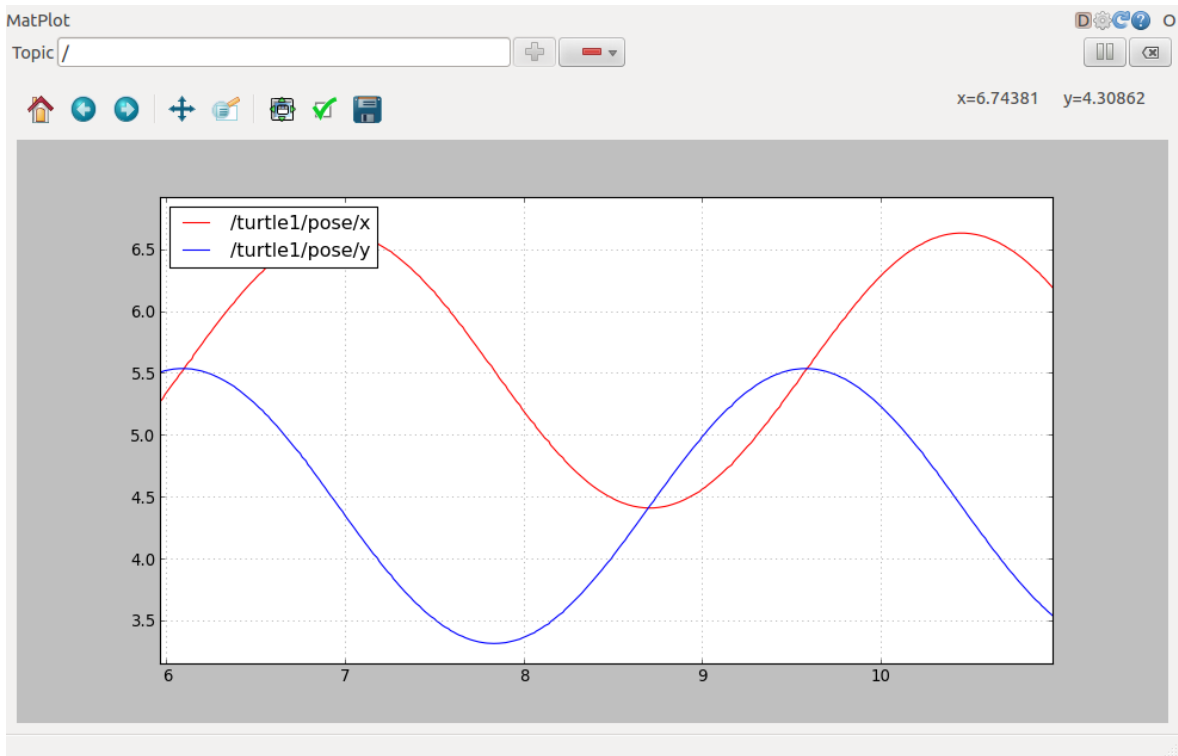 MatPlot D ? O
Topic /
x=6.74381 y=4.30862
/turtle1/pose/x
/turtle1/pose/y
6.5
6.0
5.5
5.0
4.5
4.0
3.5
6 7 8 9 10